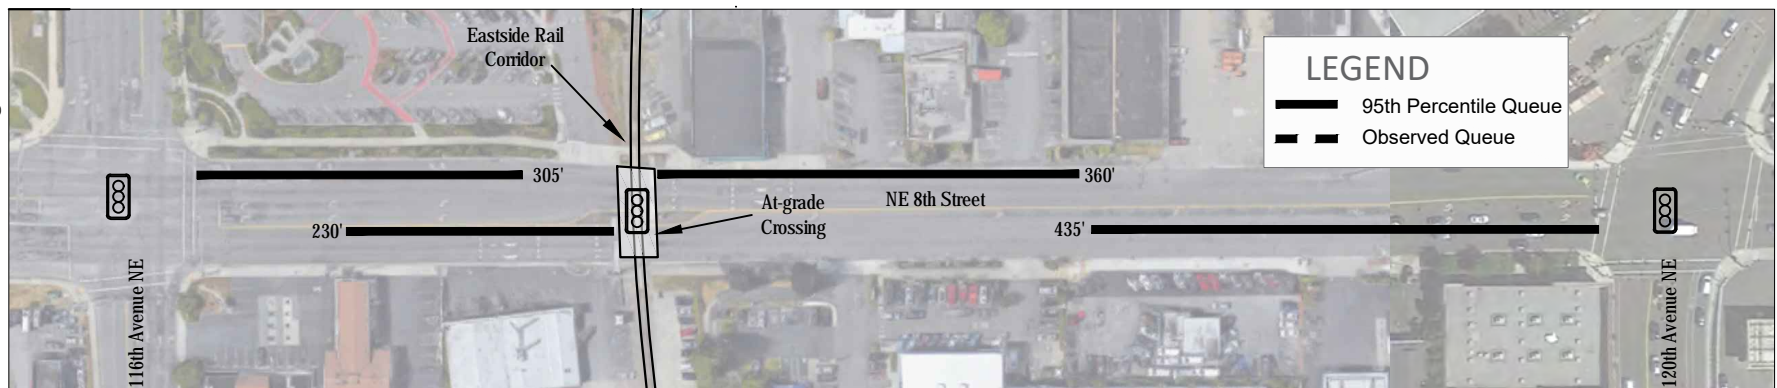 Eastside Rail
Corridor
LEGEND
95th Percentile Queue
Observed Queue
305'
360'
NE 8th Street
At-grade
Crossing
230'
435'
116th Avenue NE
120th Avenue NE